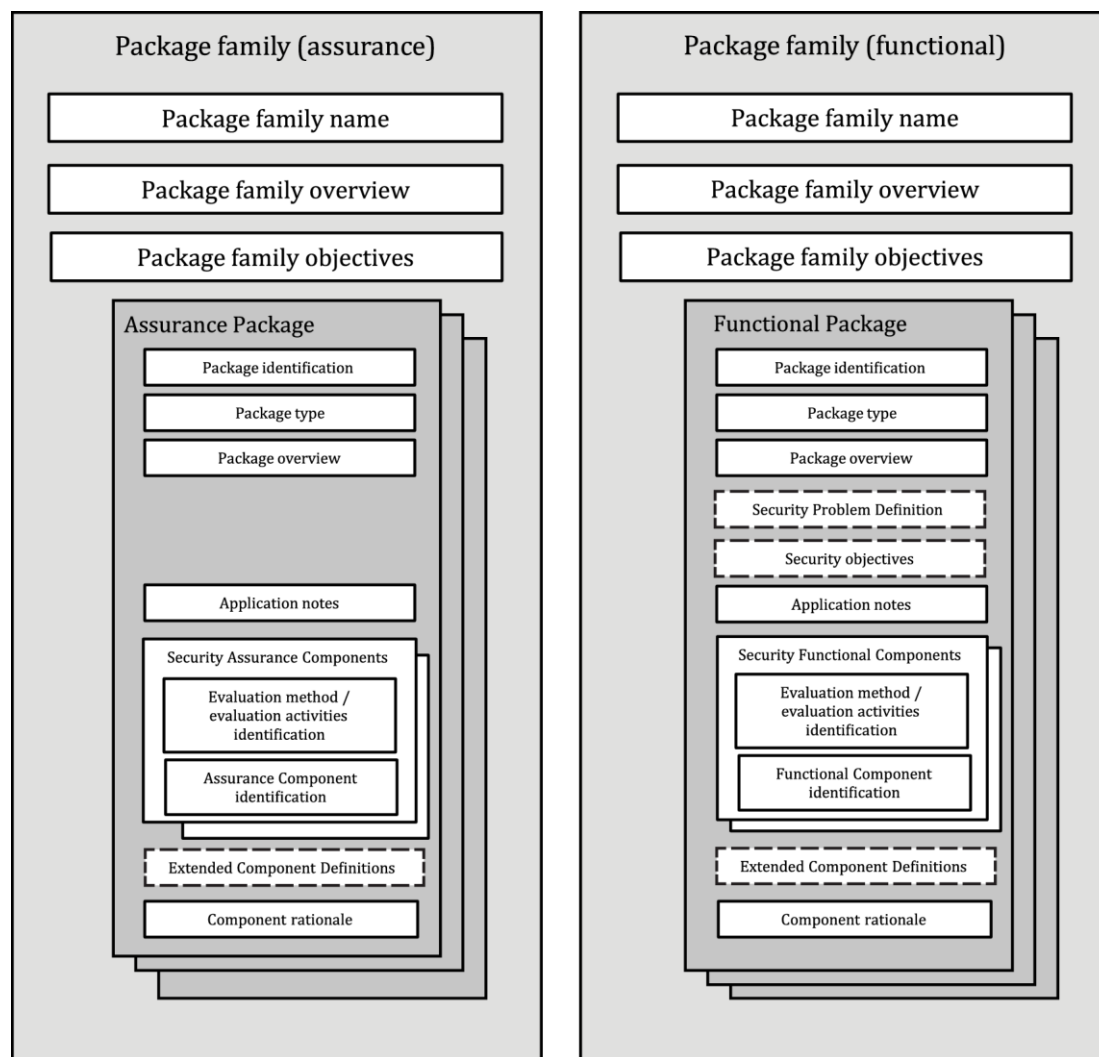 Package family (assurance)
Package family name
Package family overview
Package family objectives
Assurance Package
Package identification
Package type
Package overview
Application notes
Security Assurance Components
Evaluation method /
evaluation activities
identification
Assurance Component
identification
Extended Component Definitions
Component rationale
Package family (functional)
Package family name
Package family overview
Package family objectives
Functional Package
Package identification
Package type
Package overview
Security Problem Definition
Security objectives
Application notes
Security Functional Components
Evaluation method /
evaluation activities
identification
Functional Component
identification
Extended Component Definitions
Component rationale